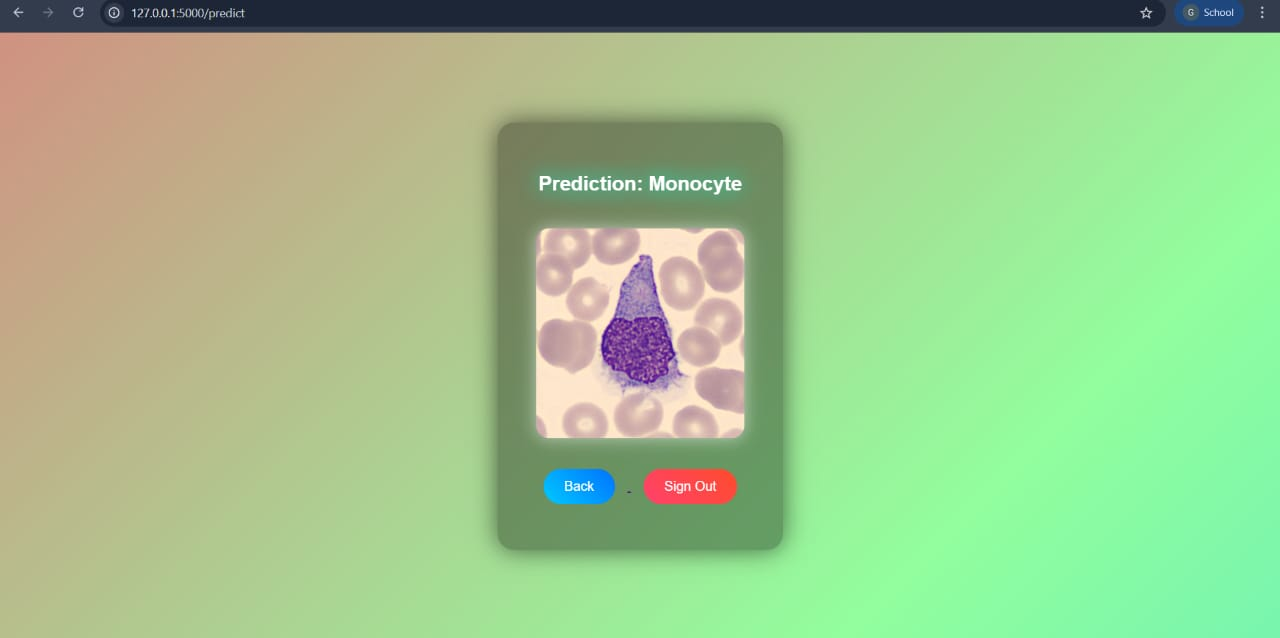 127.0.0.1:5000/predict
G School
Prediction: Monocyte
Back - Sign Out